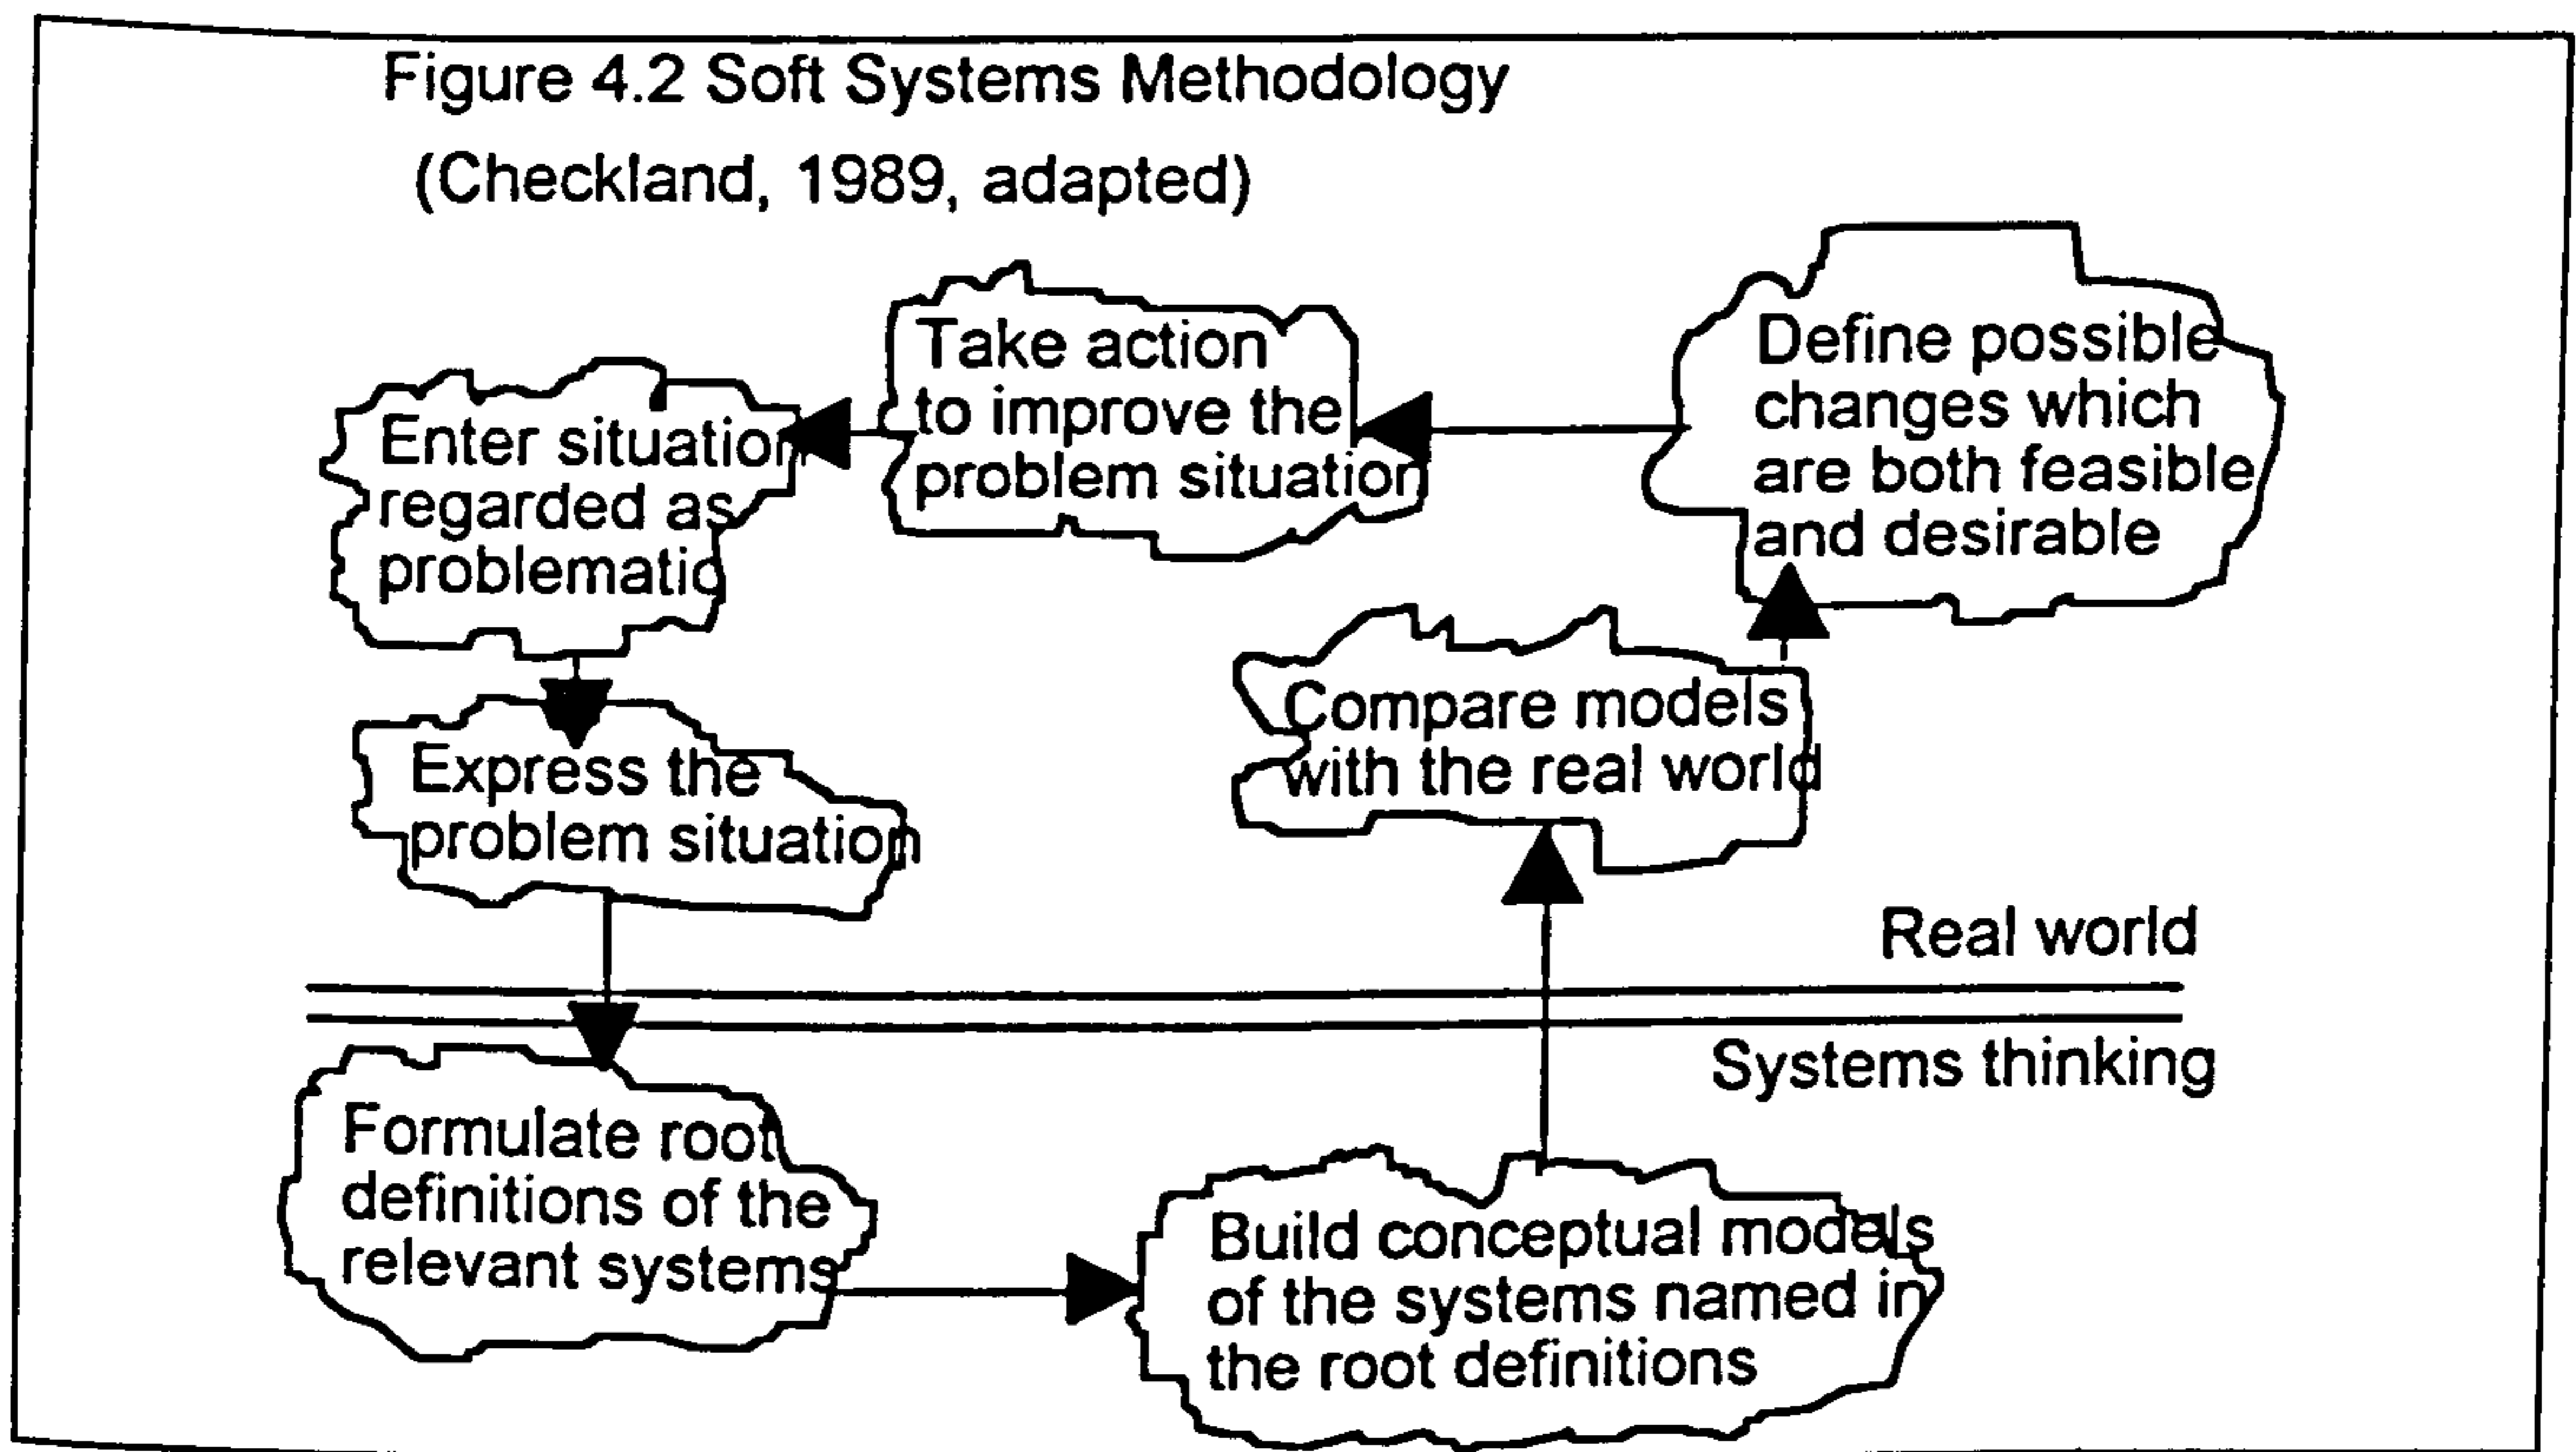 Figure 4.2 Soft Systems Methodology
(Checkland, 1989, adapted)
Take action
to improve the
problem situation
Define possible
changes which
are both feasible
and desirable
Enter situation
regarded as
problematic
Express the
problem situation
Compare models
with the real world
Real world
Systems thinking
Formulate root
definitions of the
relevant systems
Build conceptual models
of the systems named in
the root definitions